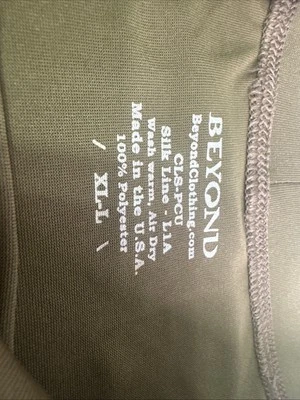 BEYOND
BeyondClothing.com
CLS-PCU
Silk Line - L1A
Wash warm, Air Dry
Made in the U.S.A.
100% Polyester
/ XL-L \